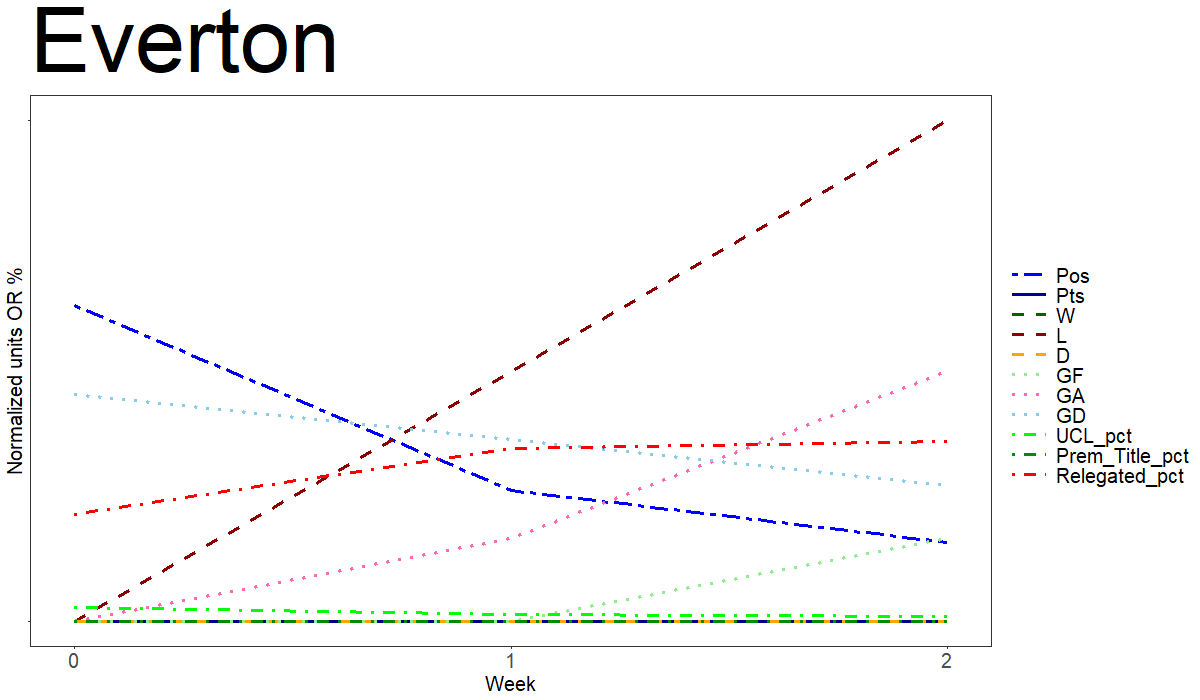 Everton
Normalized units OR %
0
1
2
Week
Pos
Pts
W
L
D
GF
GA
GD
UCL_pct
Prem_Title_pct
Relegated_pct